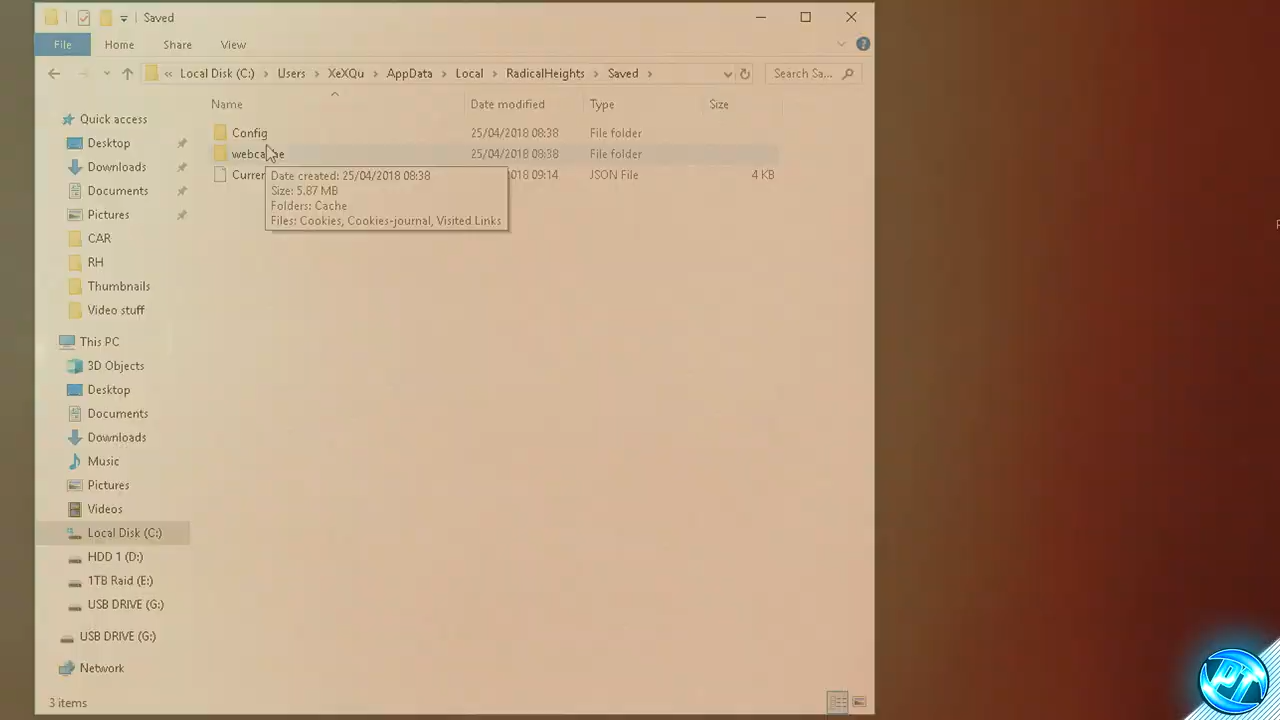 Saved
File Home Share View
« Local Disk (C:) > Users > XeXQu > AppData > Local > RadicalHeights > Saved >
Search Sa...
Name Date modified Type Size
Config 25/04/2018 08:38 File folder
25/04/2018 08:38 File folder
018 09:14 JSON File 4 KB
Date created: 25/04/2018 08:38
Size: 5.87 MB
Folders: Cache
Files: Cookies, Cookies-journal, Visited Links
Quick access
Desktop
Downloads
Documents
Pictures
CAR
RH
Thumbnails
Video stuff
This PC
3D Objects
Desktop
Documents
Downloads
Music
Pictures
Videos
Local Disk (C:)
HDD 1 (D:)
1TB Raid (E:)
USB DRIVE (G:)
USB DRIVE (G:)
Network
3 items
PT